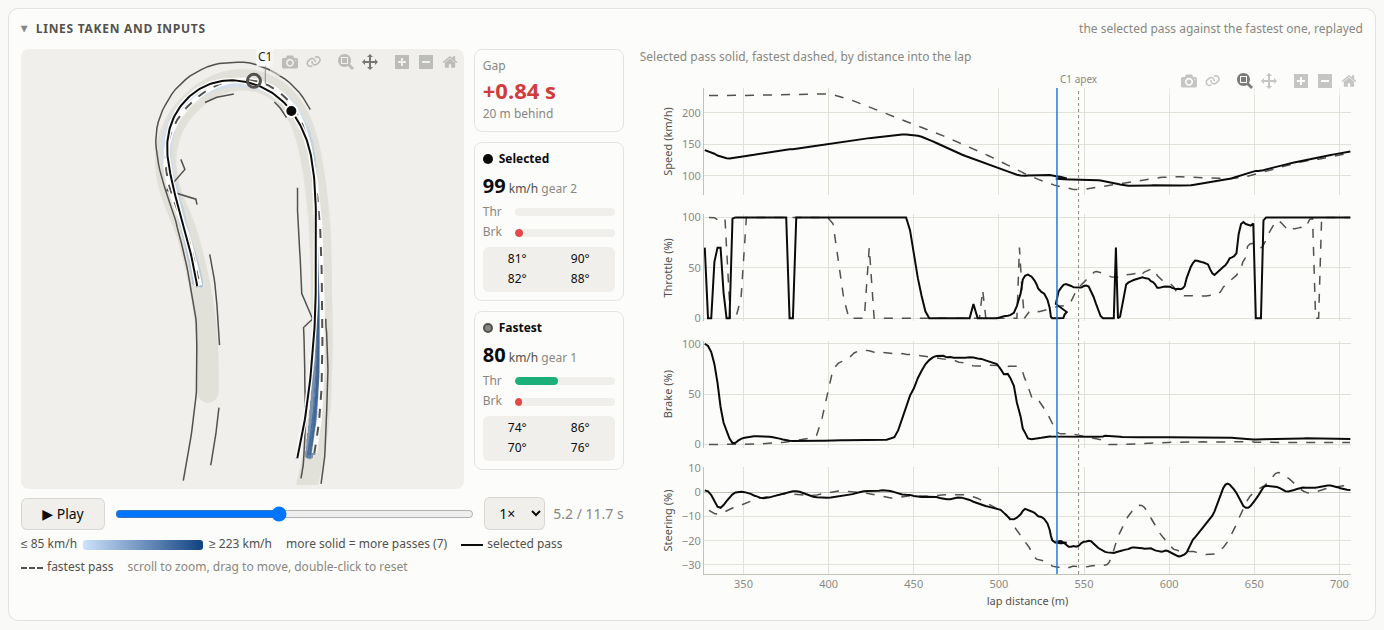 ▼ LINES TAKEN AND INPUTS
the selected pass against the fastest one, replayed
C1
Gap
+0.84 s
20 m behind
Selected
99 km/h gear 2
Thr
Brk
81° 90°
82° 88°
Fastest
80 km/h gear 1
Thr
Brk
74° 86°
70° 76°
Selected pass solid, fastest dashed, by distance into the lap
C1 apex
Speed (km/h)
200
150
100
Throttle (%)
100
50
0
Brake (%)
100
50
0
Steering (%)
10
0
−10
−20
−30
350 400 450 500 550 600 650 700
lap distance (m)
▶ Play
1×
5.2 / 11.7 s
≤ 85 km/h ≥ 223 km/h more solid = more passes (7) selected pass
fastest pass scroll to zoom, drag to move, double-click to reset